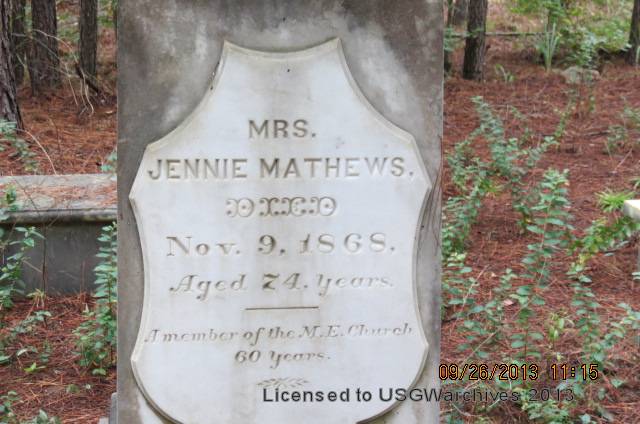 MRS.
JENNIE MATHEWS,
DIED
Nov. 9, 1868.
Aged 74, years.
A member of the M.E. Church
60 years.
09/26/2013 11:15
Licensed to USGWarchives 2013